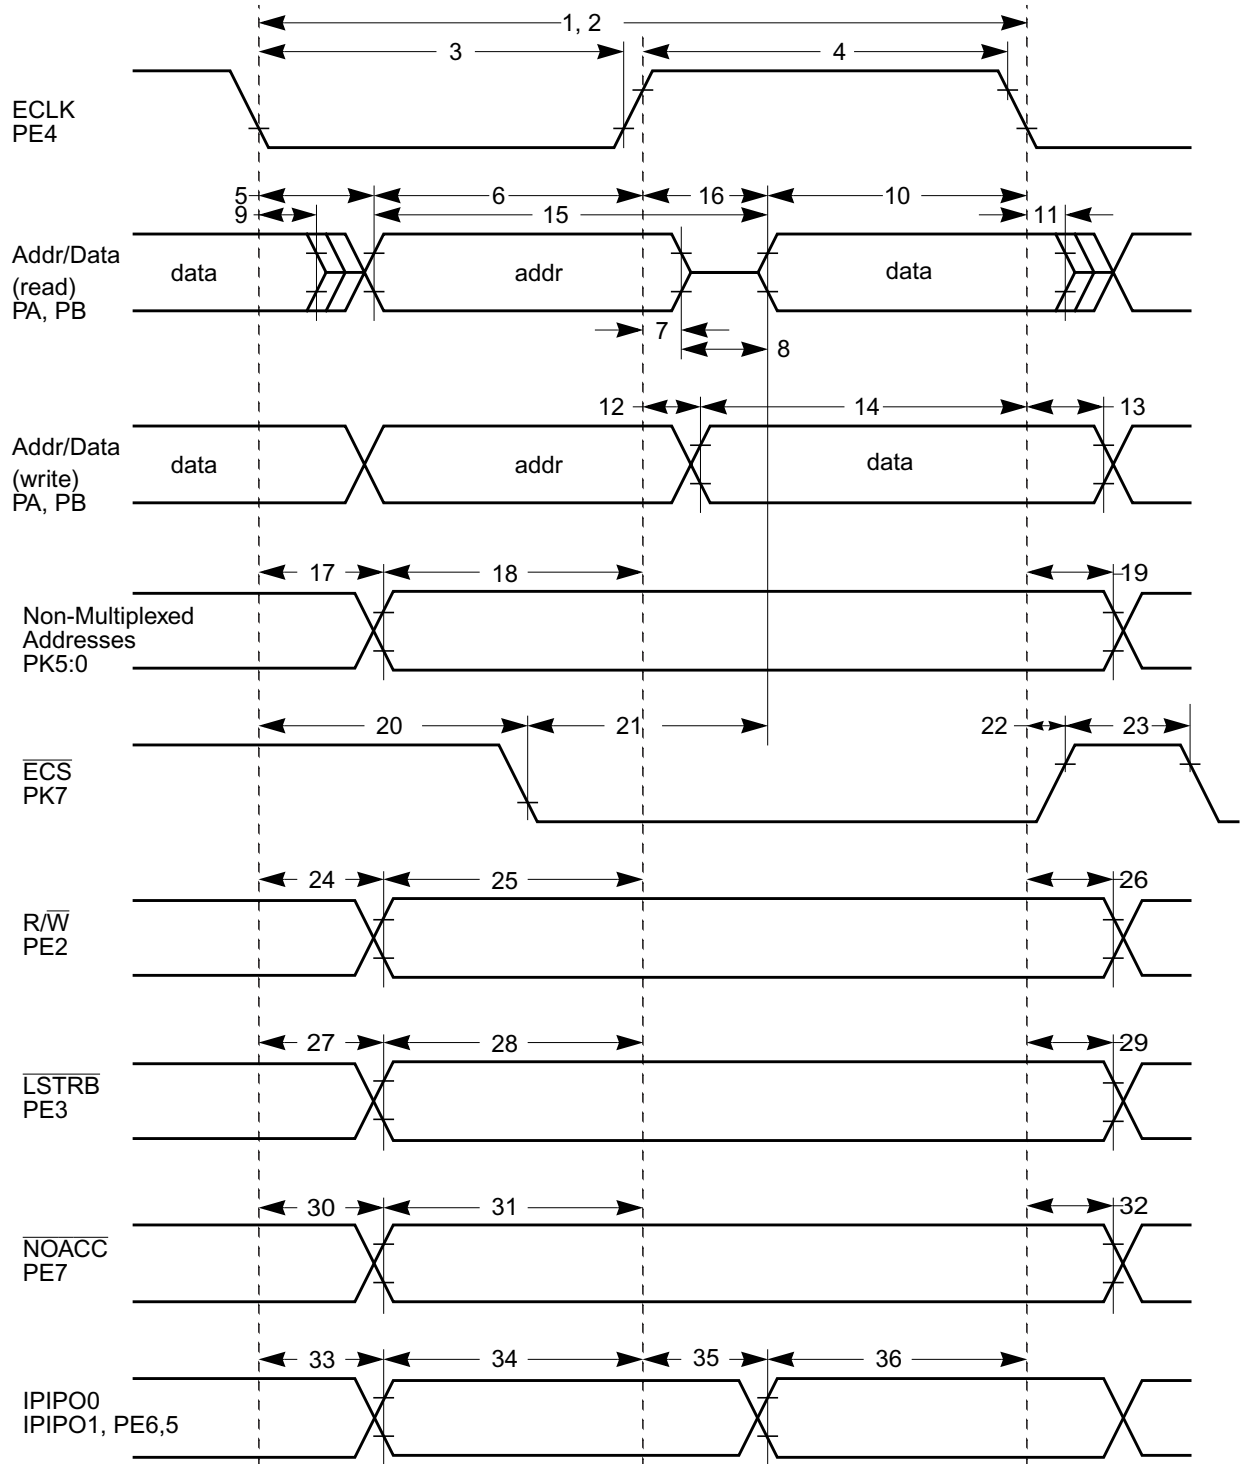 1, 2
3
4
ECLK
PE4
5
6
16
10
9
15
11
Addr/Data
(read)
PA, PB
data
addr
data
7
8
12
14
13
Addr/Data
(write)
PA, PB
data
addr
data
17
18
19
Non-Multiplexed
Addresses
PK5:0
20
21
22
23
ECS
PK7
24
25
26
R/W
PE2
27
28
29
LSTRB
PE3
30
31
32
NOACC
PE7
33
34
35
36
IPIPO0
IPIPO1, PE6,5